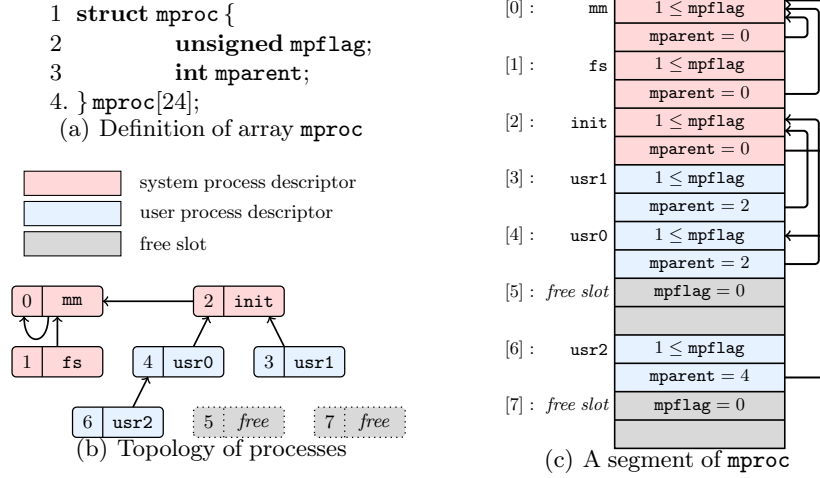 1 struct mproc {
2 unsigned mpflag;
3 int mparent;
4. } mproc[24];
(a) Definition of array mproc
system process descriptor
user process descriptor
free slot
0 mm
2 init
1 fs
4 usr0
3 usr1
6 usr2
5 free
7 free
(b) Topology of processes
[0] : mm 1 ≤ mpflag
mparent = 0
[1] : fs 1 ≤ mpflag
mparent = 0
[2] : init 1 ≤ mpflag
mparent = 0
[3] : usr1 1 ≤ mpflag
mparent = 2
[4] : usr0 1 ≤ mpflag
mparent = 2
[5] : free slot mpflag = 0
[6] : usr2 1 ≤ mpflag
mparent = 4
[7] : free slot mpflag = 0
(c) A segment of mproc